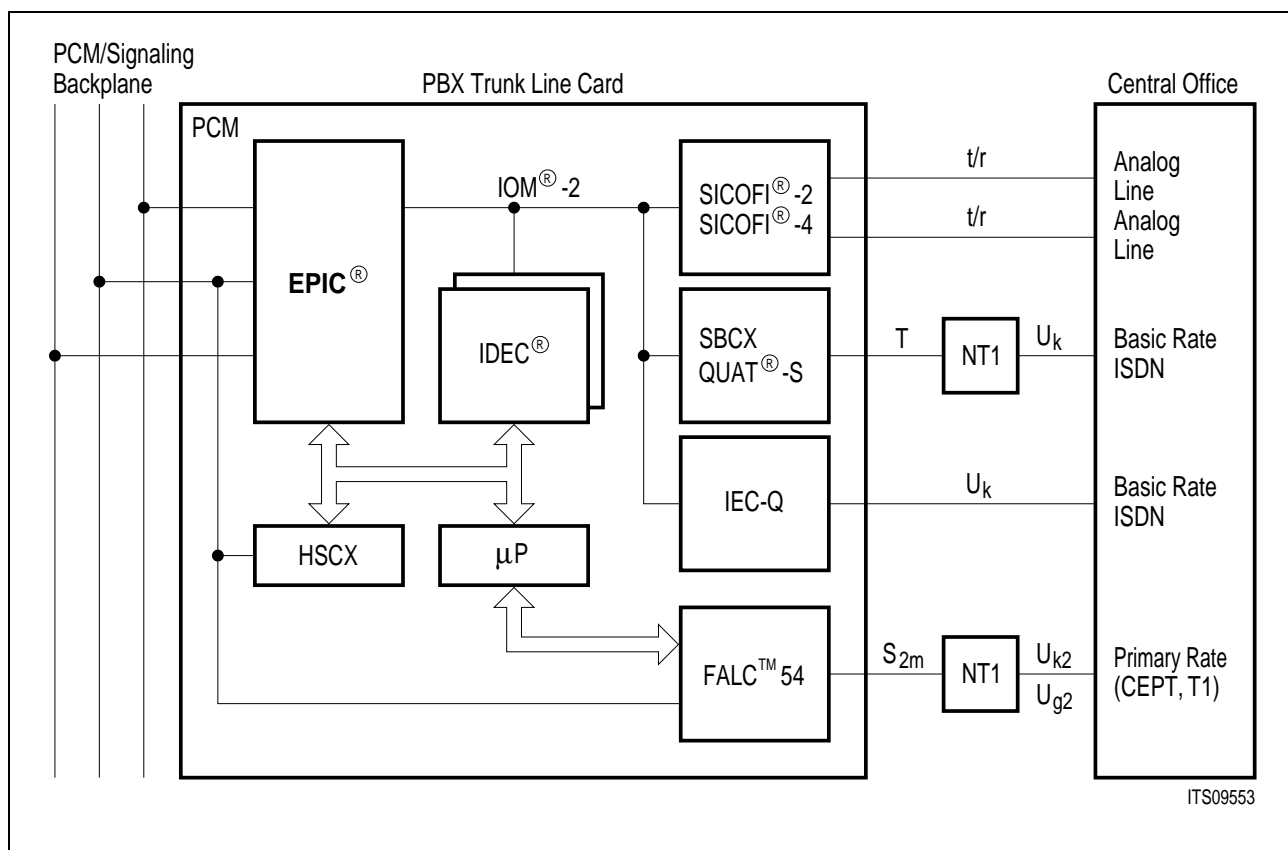 PCM/Signaling
Backplane
PBX Trunk Line Card
Central Office
PCM
EPIC®
IOM®-2
IDEC®
HSCX
µP
SICOFI®-2
SICOFI®-4
t/r
t/r
Analog
Line
Analog
Line
SBCX
QUAT®-S
T
NT1
Uk
Basic Rate
ISDN
IEC-Q
Uk
Basic Rate
ISDN
FALC™ 54
S2m
NT1
Uk2
Ug2
Primary Rate
(CEPT, T1)
ITS09553